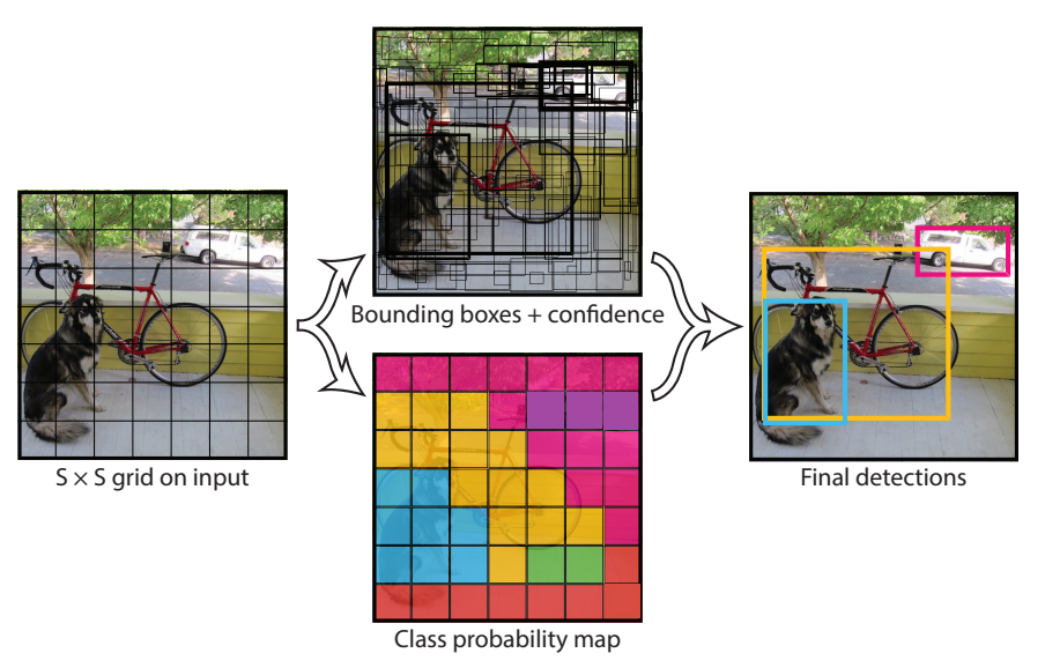 S × S grid on input
Bounding boxes + confidence
Class probability map
Final detections